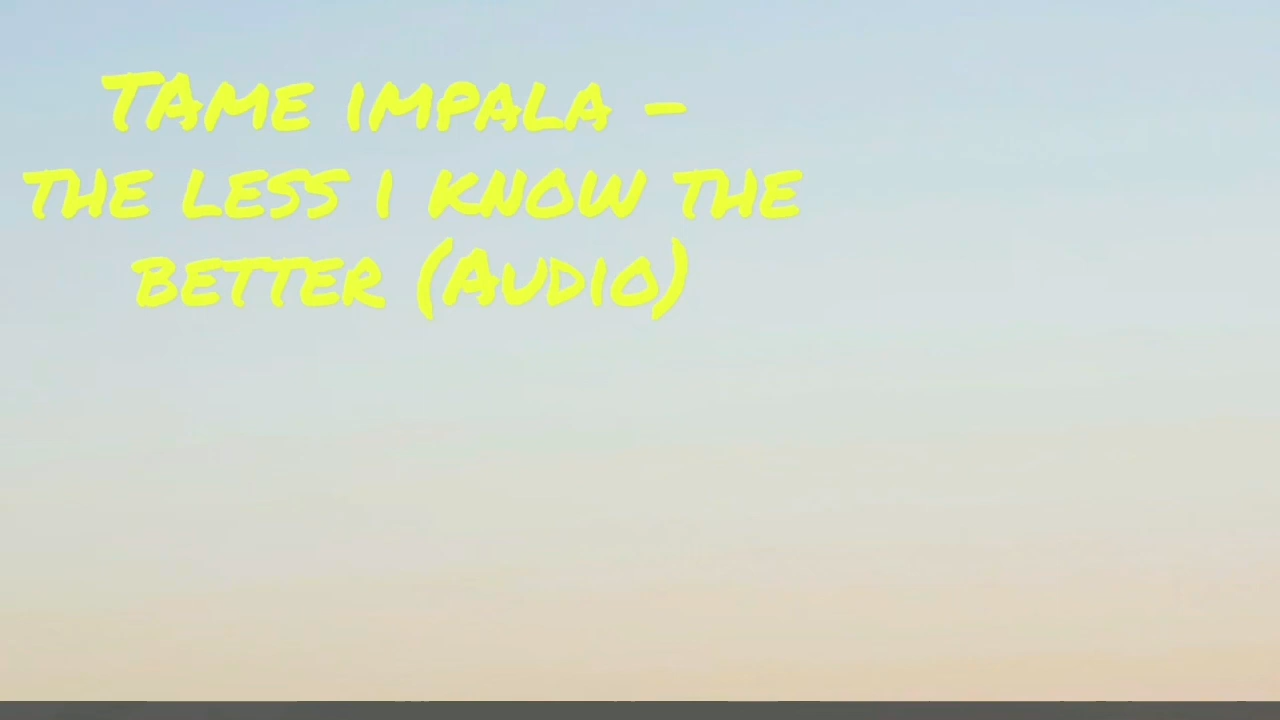 TAme impala -
the less i know the
better (Audio)